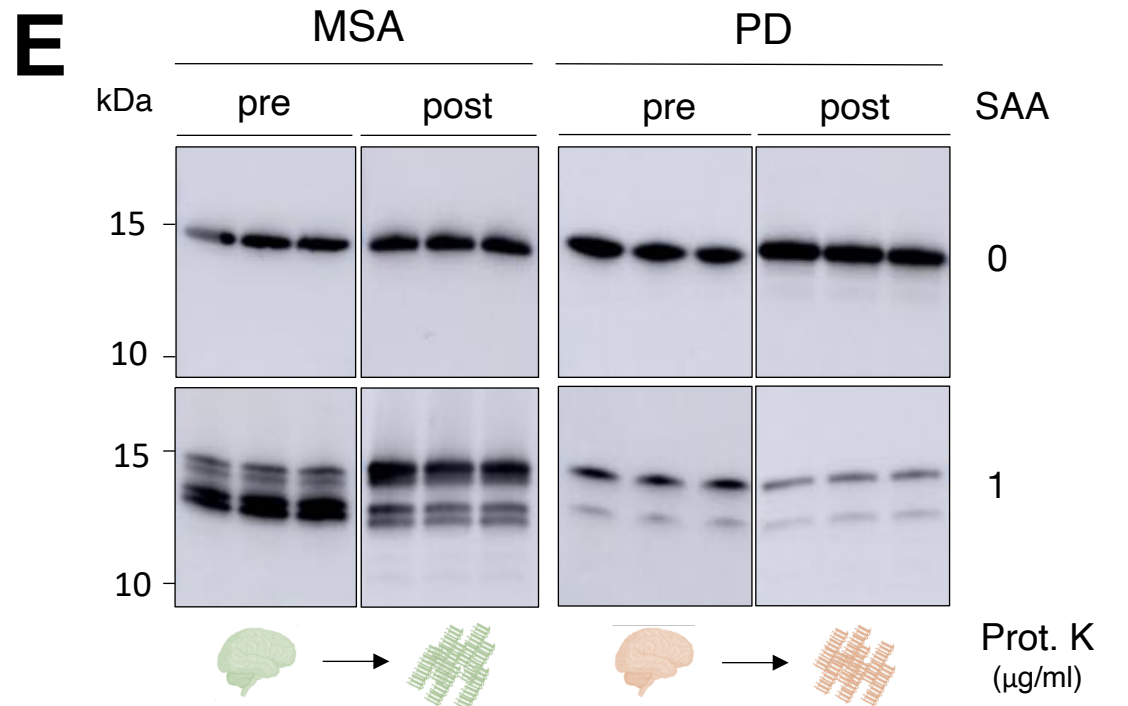 E
MSA PD
kDa pre post pre post SAA
15
0
10
15
1
10
Prot. K
(μg/ml)